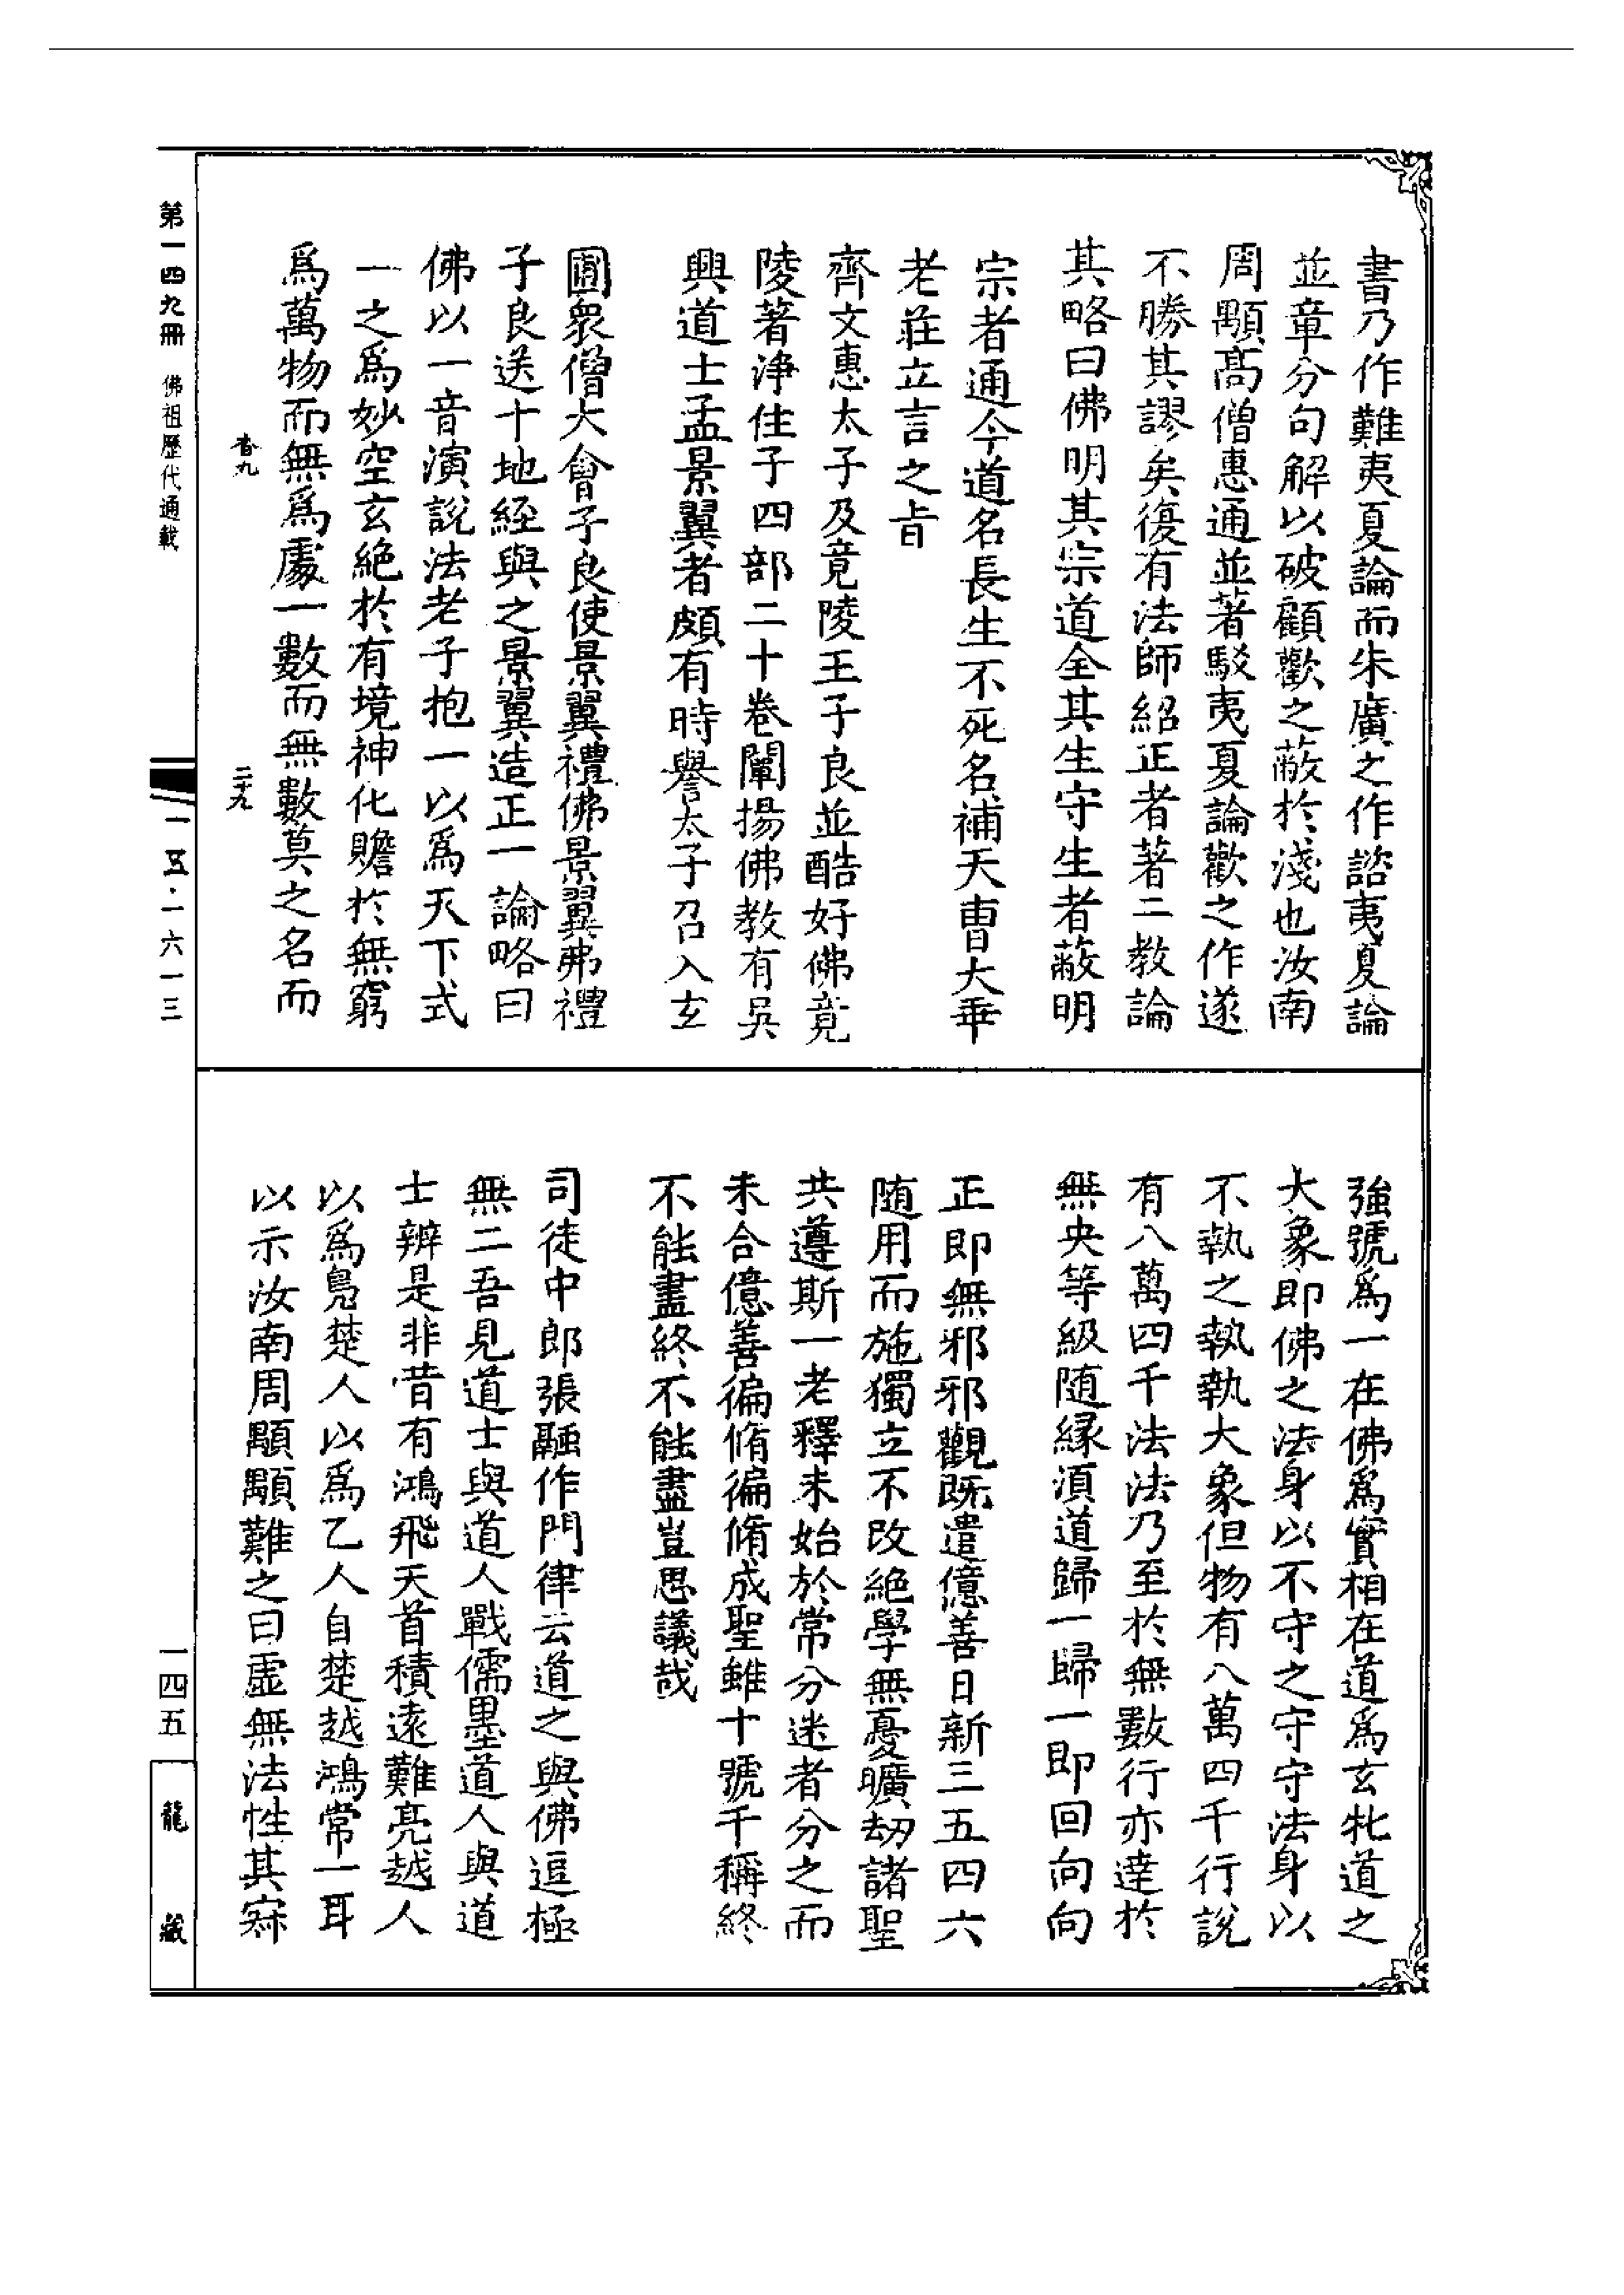 書乃作難夷夏論而朱廣之作諮夷夏論
並章分句解以破顧歡之蔽於淺也汝南
周顒高僧惠通並著駁夷夏論歡之作遂
不勝其謬矣復有法師紹正者著二教論
其略曰佛明其宗道全其生守生者蔽明
宗者通今道名長生不死名補天曹大乖
老莊立言之旨
齊文惠太子及竟陵王子良並酷好佛竟
陵著淨住子四部二十卷闡揚佛教有吳
興道士孟景翼者頗有時譽太子召入玄
圃眾僧大會子良使景翼禮佛景翼弗禮
子良送十地經與之景翼造正一論略曰
佛以一音演說法老子抱一以為天下式
一之為妙空玄絕於有境神化贍於無窮
為萬物而無為處一數而無數莫之名而
強號為一在佛為實相在道為玄牝道之
大象即佛之法身以不守之守守法身以
不執之執執大象但物有八萬四千行說
有八萬四千法法乃至於無數行亦達於
無央等級随緣須道歸一歸一即回向向
正即無邪邪觀既遣億善日新三五四六
随用而施獨立不改絕學無憂曠劫諸聖
共遵斯一老釋未始於常分迷者分之而
未合億善徧脩徧脩成聖雖十號千稱終
不能盡終不能盡豈思議哉
司徒中郎張融作門律云道之與佛逗極
無二吾見道士與道人戰儒墨道人與道
士辨是非昔有鴻飛天首積遠難亮越人
以為鳧楚人以為乙人自楚越鴻常一耳
以示汝南周顒顒難之曰虛無法性其寂
第一四九冊 佛祖歷代通載
杳九
二十九
一五·一六一三
一四五
龍藏